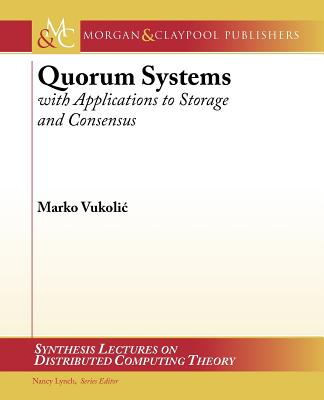 M&C MORGAN&CLAYPOOL PUBLISHERS
Quorum Systems
with Applications to Storage
and Consensus
Marko Vukolić
SYNTHESIS LECTURES ON
DISTRIBUTED COMPUTING THEORY
Nancy Lynch, Series Editor